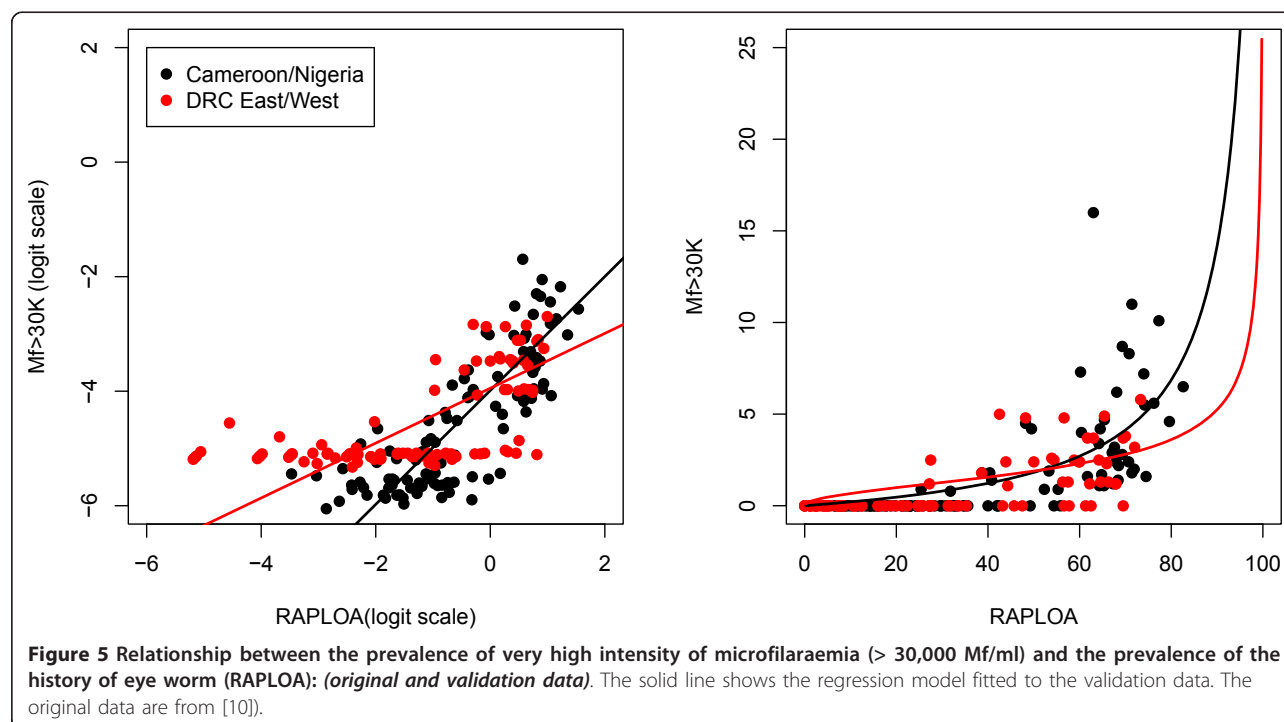 2
0
−2
−4
−6
Mf>30K (logit scale)
Cameroon/Nigeria
DRC East/West
−6 −4 −2 0 2
RAPLOA(logit scale)
25
20
15
10
5
0
Mf>30K
0 20 40 60 80 100
RAPLOA
Figure 5 Relationship between the prevalence of very high intensity of microfilaraemia (> 30,000 Mf/ml) and the prevalence of the
history of eye worm (RAPLOA): (original and validation data). The solid line shows the regression model fitted to the validation data. The
original data are from [10]).